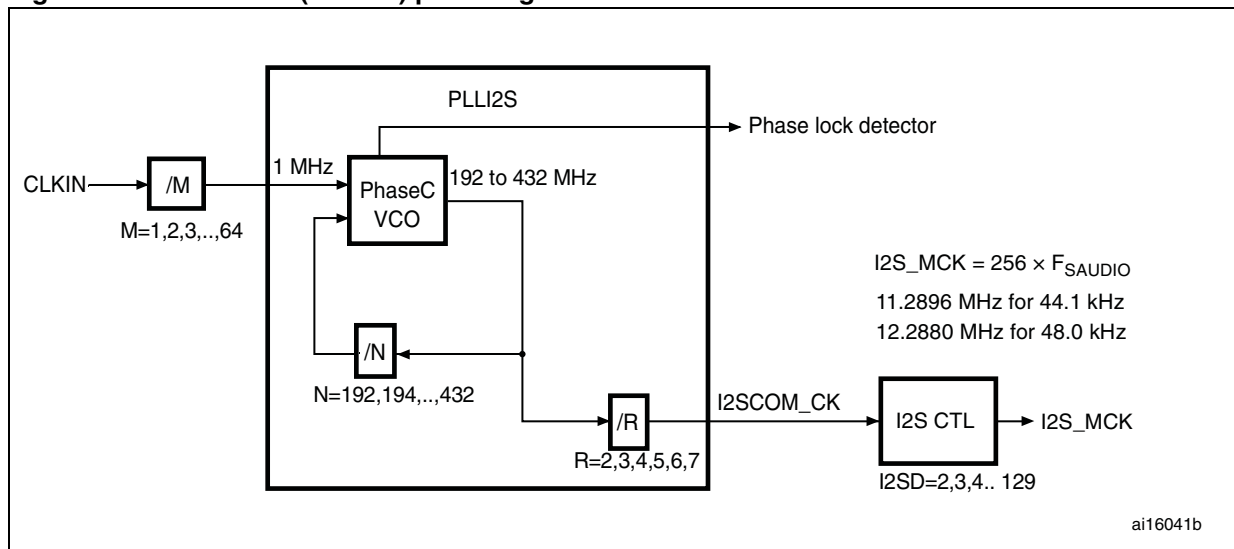 PLLI2S
Phase lock detector
1 MHz
CLKIN
/M
PhaseC
VCO
192 to 432 MHz
M=1,2,3,..,64
I2S_MCK = 256 × FSAUDIO
11.2896 MHz for 44.1 kHz
12.2880 MHz for 48.0 kHz
/N
N=192,194,..,432
I2SCOM_CK
/R
I2S CTL
I2S_MCK
R=2,3,4,5,6,7
I2SD=2,3,4.. 129
ai16041b